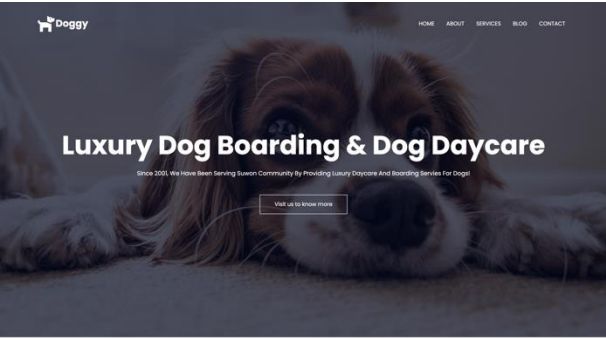 Doggy
HOME ABOUT SERVICES BLOG CONTACT
Luxury Dog Boarding & Dog Daycare
Since 2001, We Have Been Serving Suwon Community By Providing Luxury Daycare And Boarding Servies For Dogs!
Visit us to know more